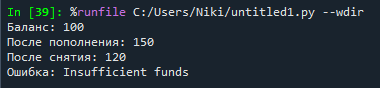 In [39]: %runfile C:/Users/Niki/untitled1.py --wdir
Баланс: 100
После пополнения: 150
После снятия: 120
Ошибка: Insufficient funds